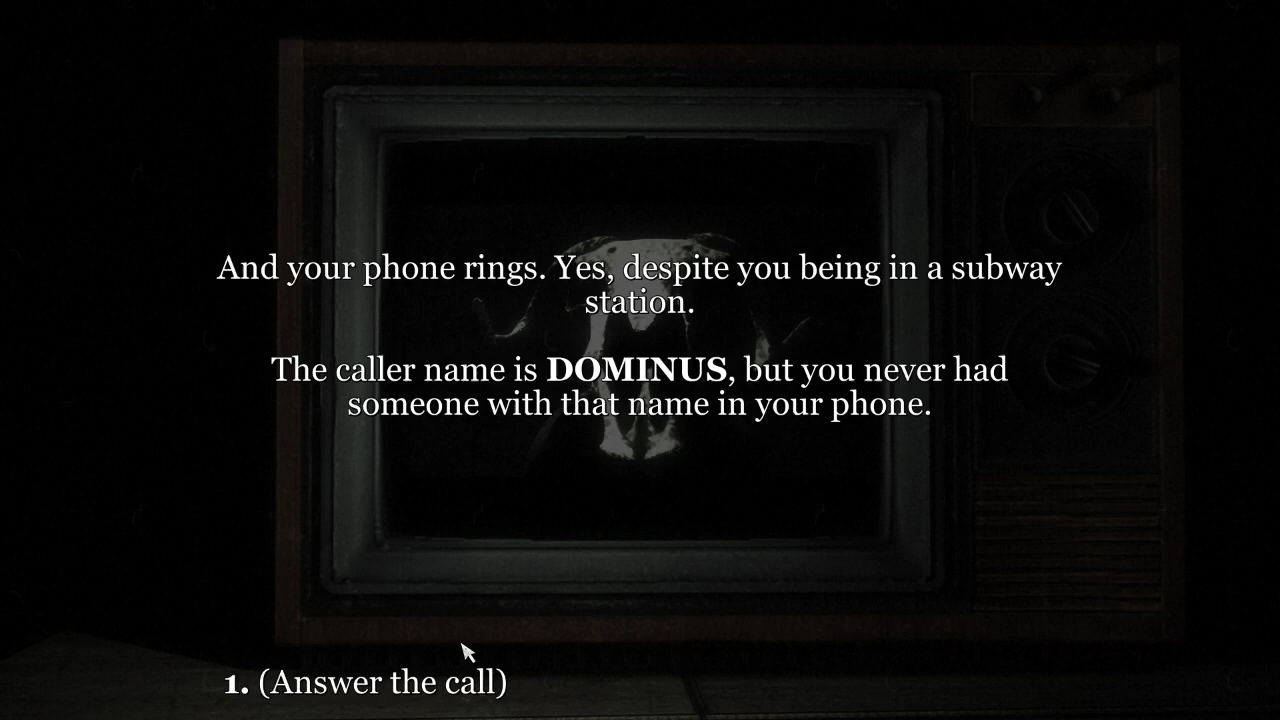 And your phone rings. Yes, despite you being in a subway
station.
The caller name is DOMINUS, but you never had
someone with that name in your phone.
1. (Answer the call)